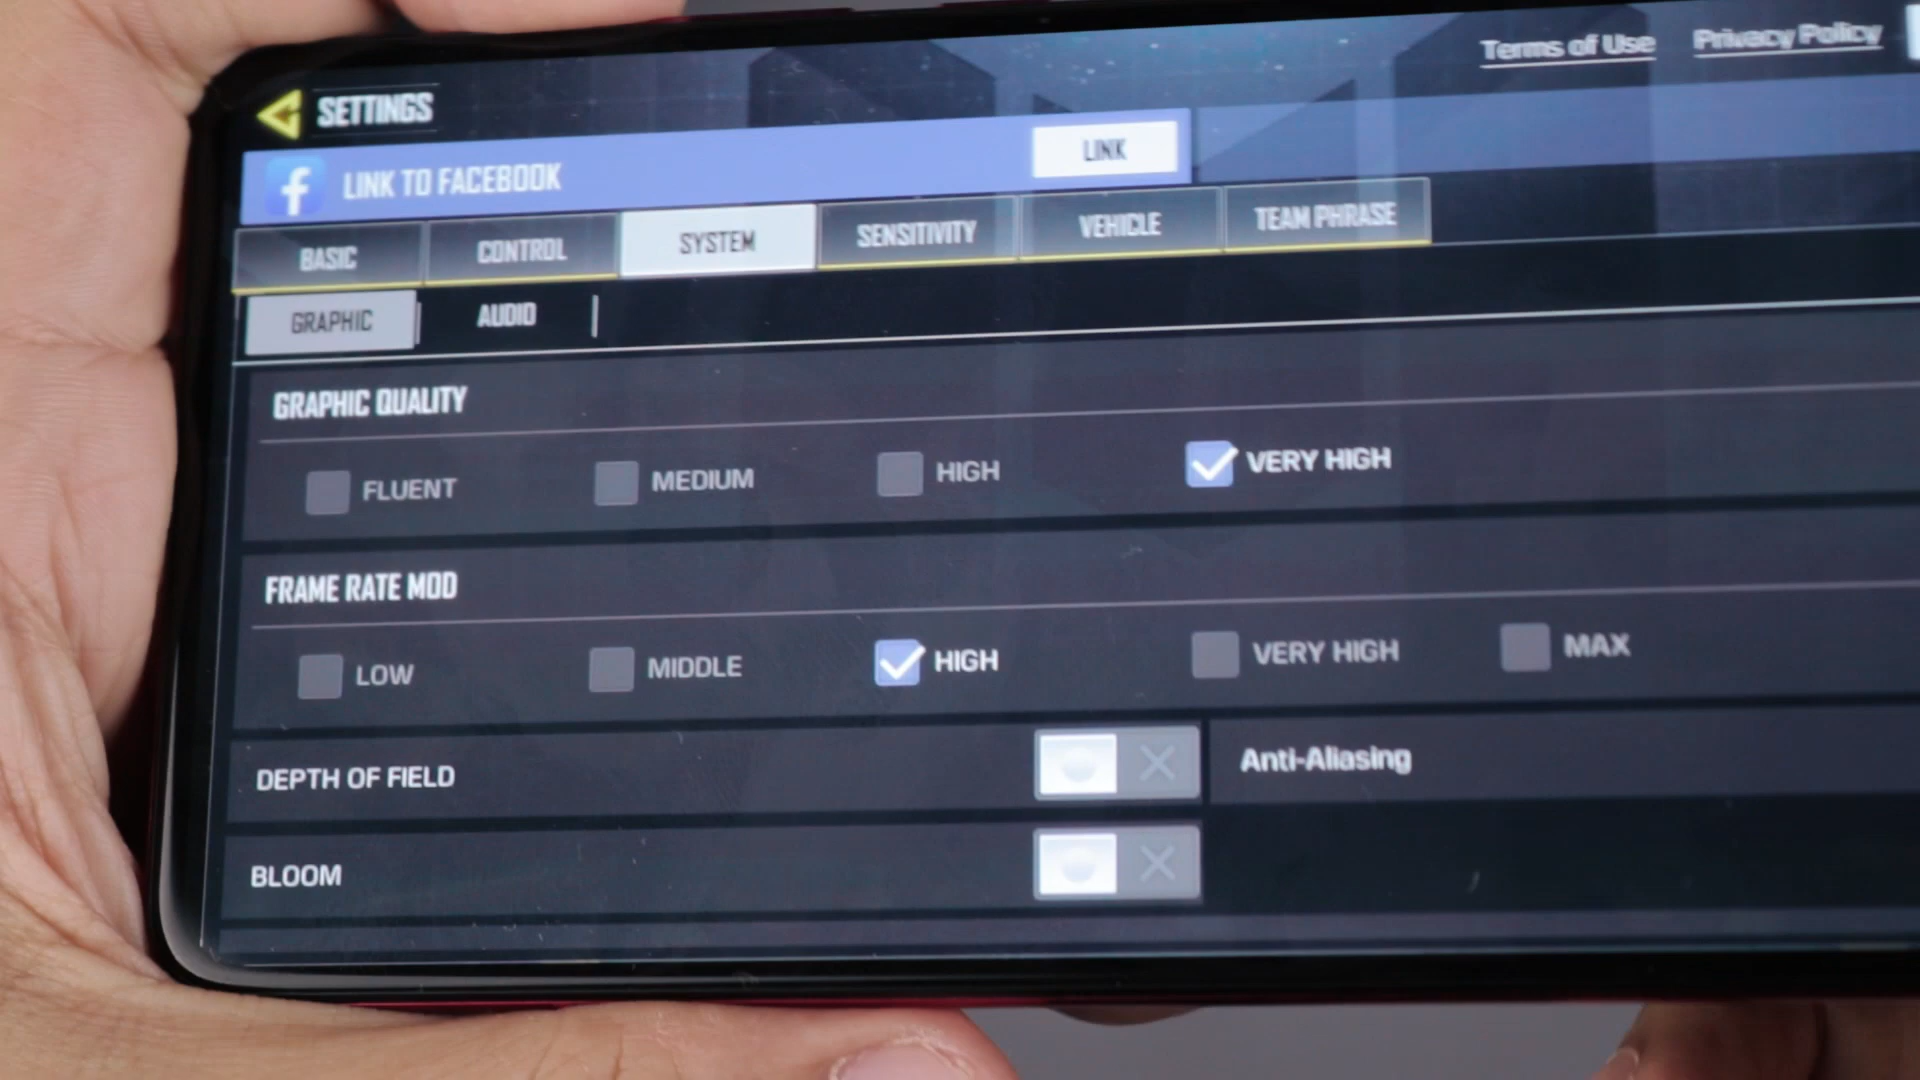 Terms of Use Privacy Policy
SETTINGS
f LINK TO FACEBOOK LINK
BASIC CONTROL SYSTEM SENSITIVITY VEHICLE TEAM PHRASE
GRAPHIC AUDIO
GRAPHIC QUALITY
FLUENT MEDIUM HIGH VERY HIGH
FRAME RATE MOD
LOW MIDDLE HIGH VERY HIGH MAX
DEPTH OF FIELD Anti-Aliasing
BLOOM